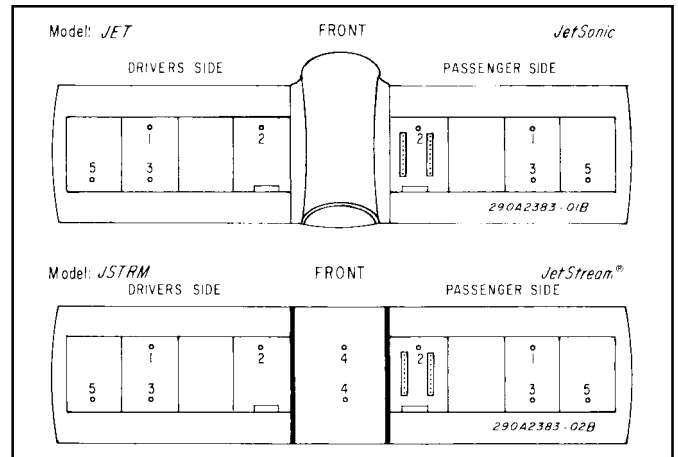 Model: JET FRONT JetSonic
DRIVERS SIDE PASSENGER SIDE
1 2 2 1
5 3 3 5
290A2383-01B
Model: JSTRM FRONT JetStream®
DRIVERS SIDE PASSENGER SIDE
1 2 4 2 1
5 3 4 3 5
290A2383-02B